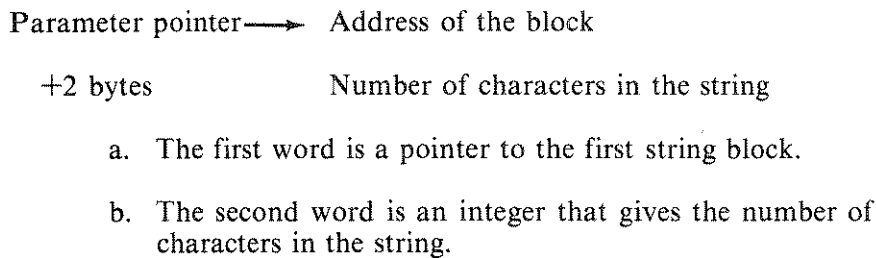 Parameter pointer⟶ Address of the block
+2 bytes Number of characters in the string
a. The first word is a pointer to the first string block.
b. The second word is an integer that gives the number of
characters in the string.